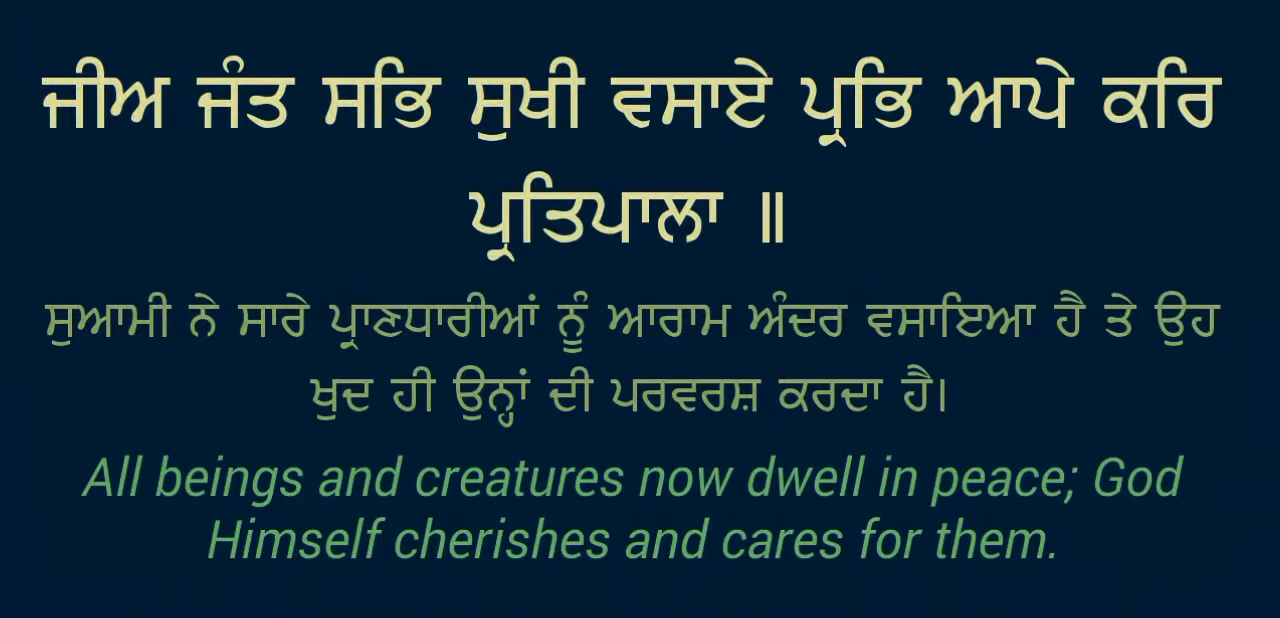 ਜੀਅ ਜੰਤ ਸਭਿ ਸੁਖੀ ਵਸਾਏ ਪ੍ਰਭਿ ਆਪੇ ਕਰਿ
ਪ੍ਰਤਿਪਾਲਾ ॥
ਸੁਆਮੀ ਨੇ ਸਾਰੇ ਪ੍ਰਾਣਧਾਰੀਆਂ ਨੂੰ ਆਰਾਮ ਅੰਦਰ ਵਸਾਇਆ ਹੈ ਤੇ ਉਹ
ਖੁਦ ਹੀ ਉਨ੍ਹਾਂ ਦੀ ਪਰਵਰਸ਼ ਕਰਦਾ ਹੈ।
All beings and creatures now dwell in peace; God
Himself cherishes and cares for them.